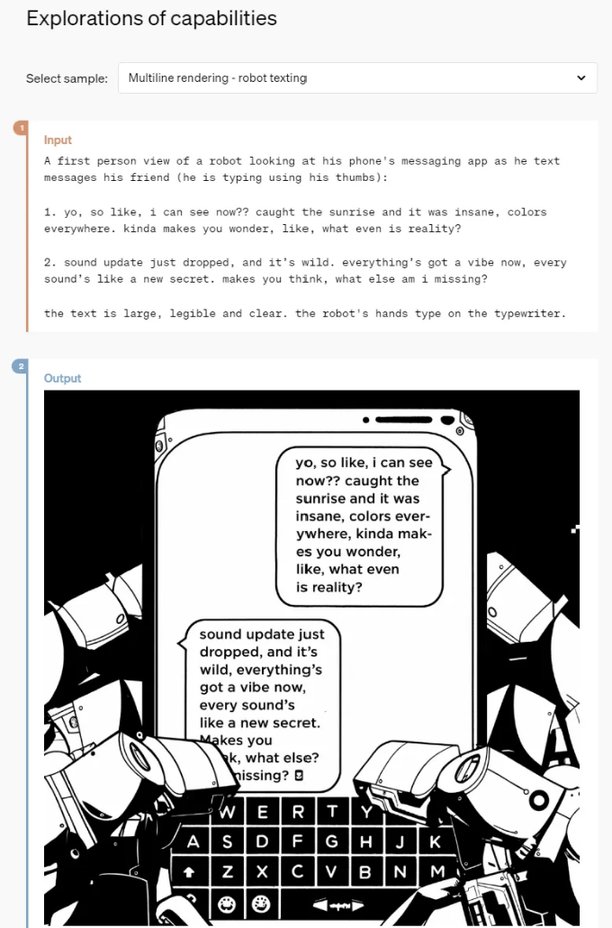 Explorations of capabilities
Select sample: Multiline rendering - robot texting
1
Input
A first person view of a robot looking at his phone's messaging app as he text
messages his friend (he is typing using his thumbs):
1. yo, so like, i can see now?? caught the sunrise and it was insane, colors
everywhere. kinda makes you wonder, like, what even is reality?
2. sound update just dropped, and it's wild. everything's got a vibe now, every
sound's like a new secret. makes you think, what else am i missing?
the text is large, legible and clear. the robot's hands type on the typewriter.
2
Output
yo, so like, i can see
now?? caught the
sunrise and it was
insane, colors ever-
ywhere, kinda mak-
es you wonder,
like, what even
is reality?
sound update just
dropped, and it's
wild, everything's
got a vibe now,
every sound's
like a new secret.
Makes you
what else?
W E R T Y
A S D F G H J K
Z X C V B N M